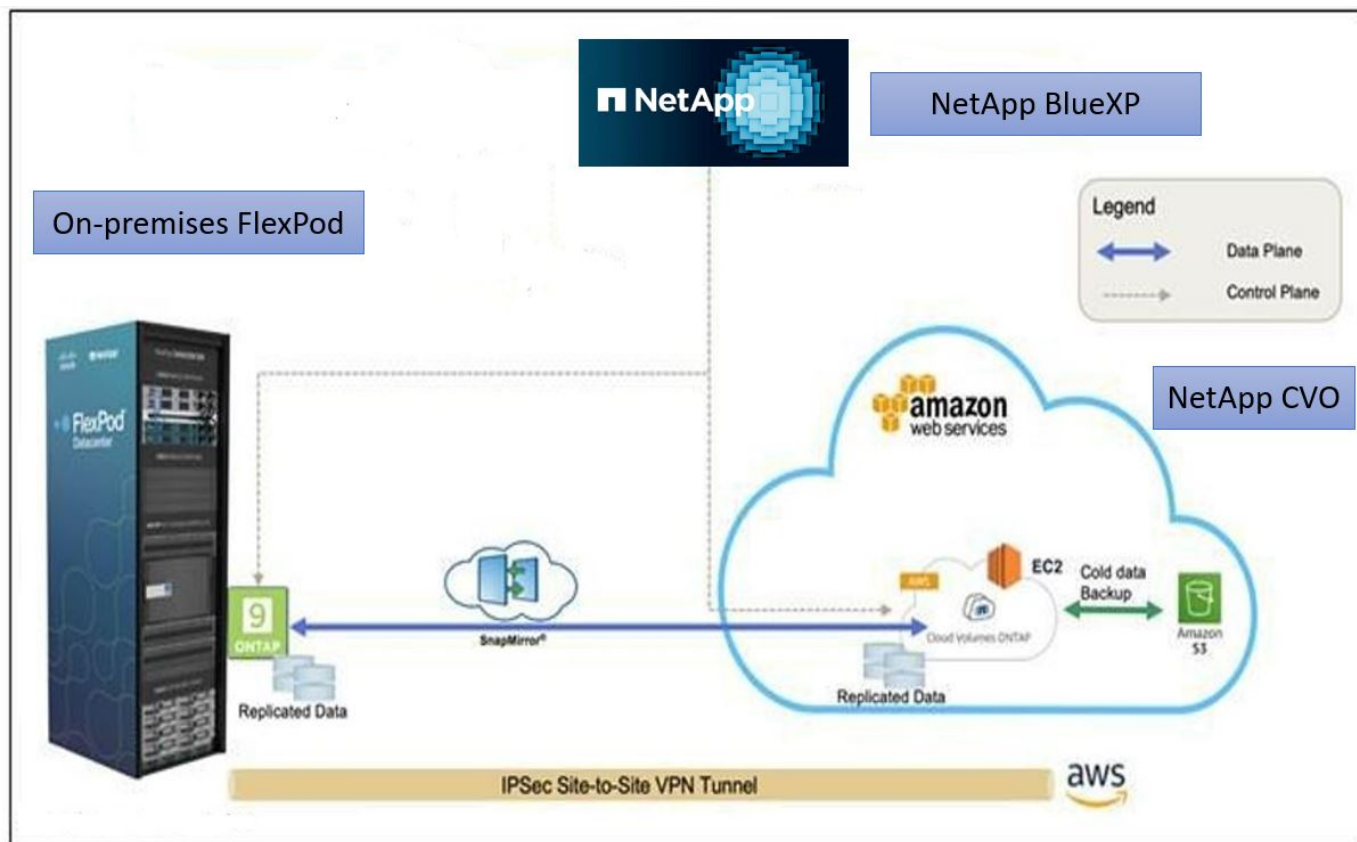 NetApp
NetApp BlueXP
On-premises FlexPod
Legend
Data Plane
Control Plane
FlexPod
Datacenter
amazon
web services
NetApp CVO
AWS
EC2
Cold data
Backup
9
ONTAP
SnapMirror®
Cloud Volumes ONTAP
Amazon
S3
Replicated Data
Replicated Data
IPSec Site-to-Site VPN Tunnel
aws